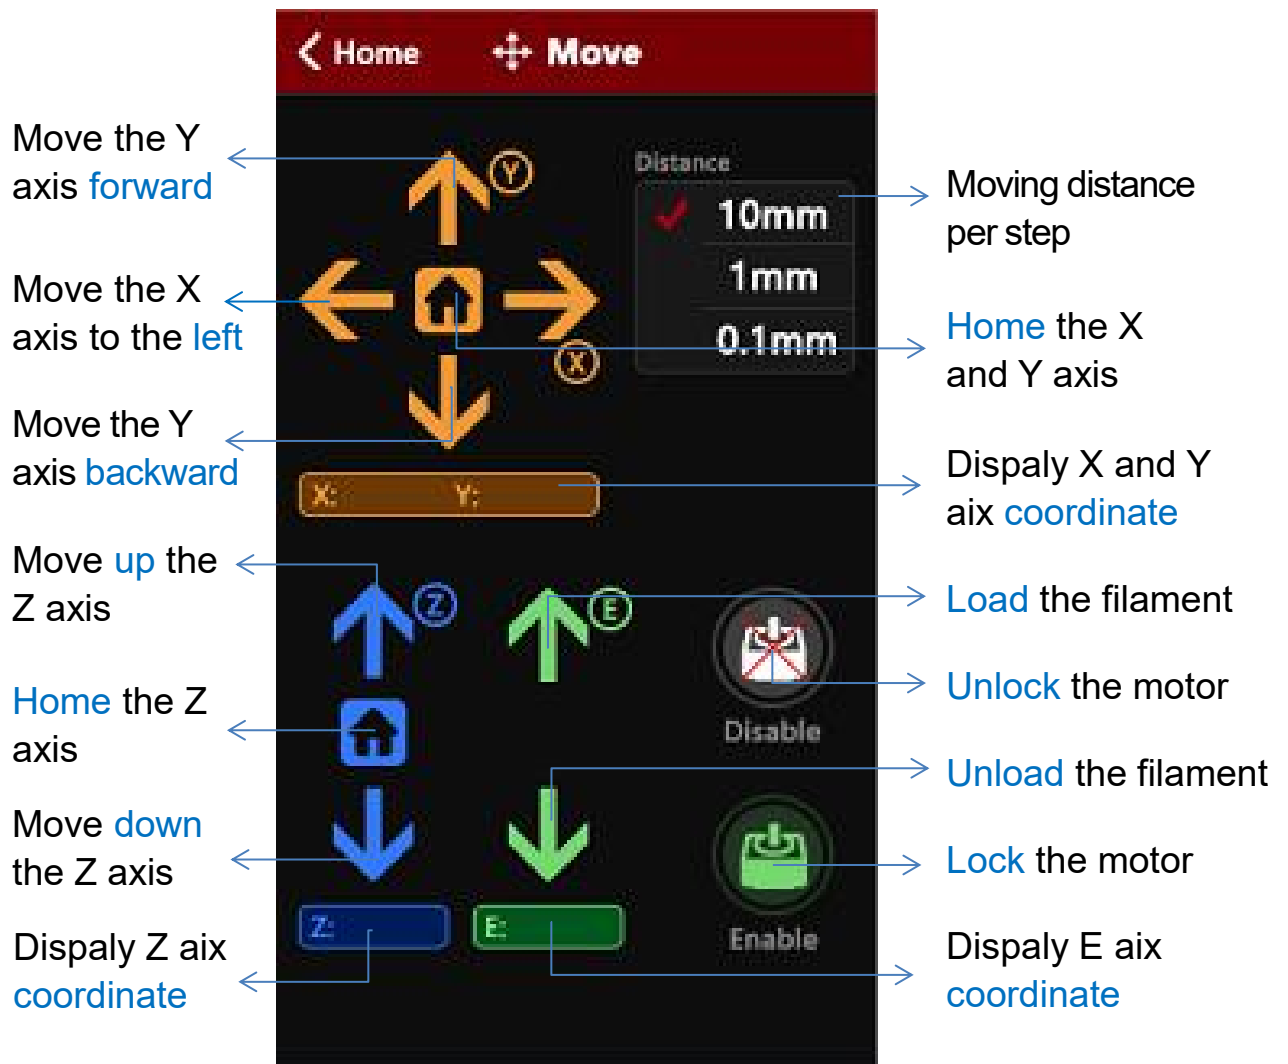 Home
Move
Move the Y
axis forward
Y
Distance
10mm
1mm
0.1mm
Moving distance
per step
Move the X
axis to the left
X
Home the X
and Y axis
Move the Y
axis backward
X:
Y:
Dispaly X and Y
aix coordinate
Move up the
Z axis
Z
E
Load the filament
Disable
Unlock the motor
Home the Z
axis
Unload the filament
Move down
the Z axis
Enable
Lock the motor
Z:
E:
Dispaly Z aix
coordinate
Dispaly E aix
coordinate